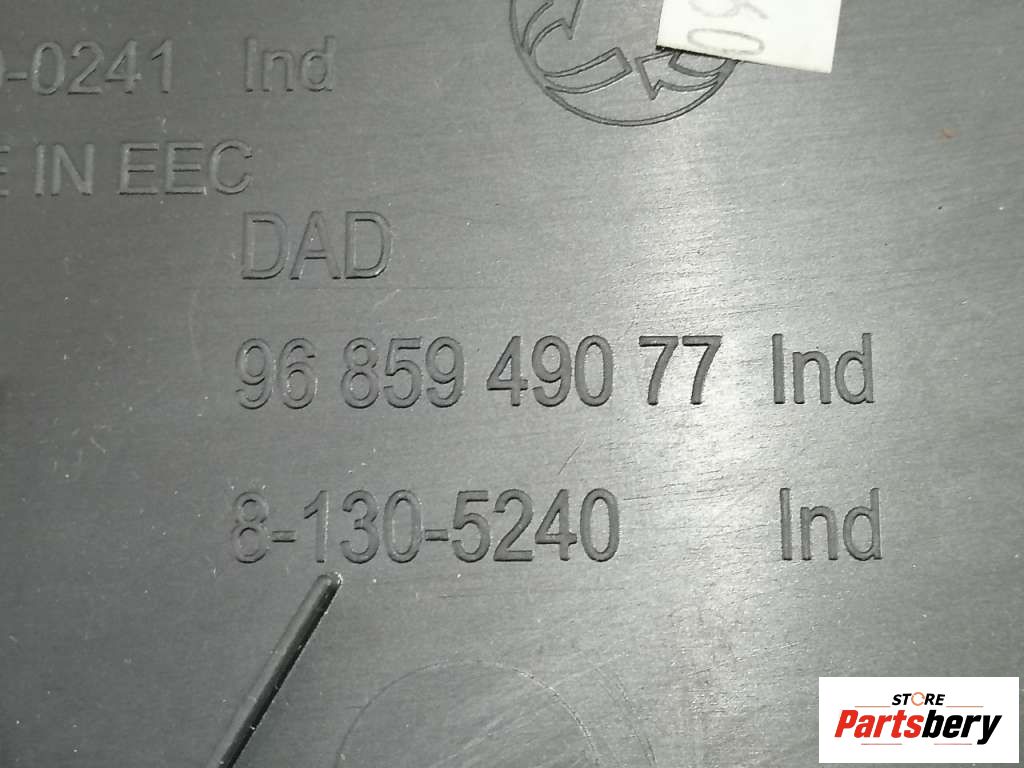 -0241 Ind
IN EEC
DAD
96 859 490 77 Ind
8-130-5240 Ind
STORE
Partsbery